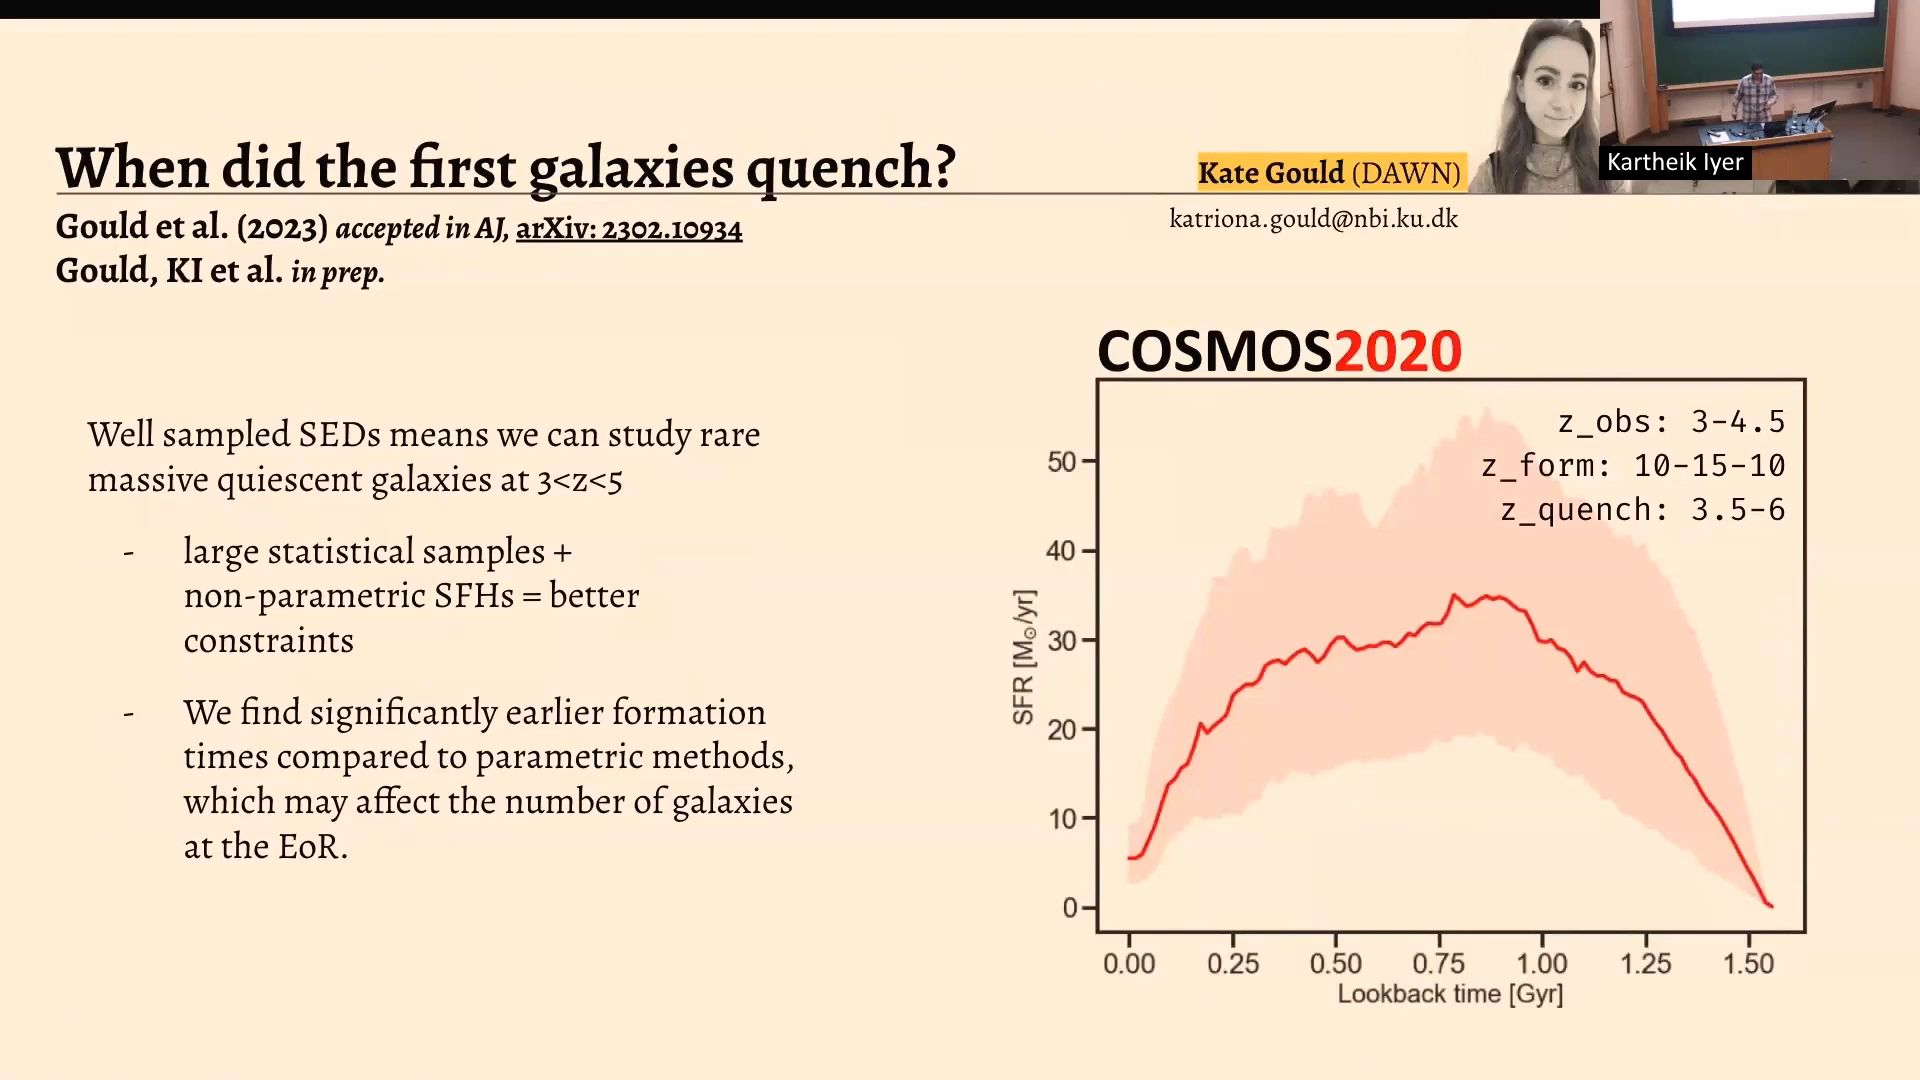 When did the first galaxies quench?
Kate Gould (DAWN)
Kartheik Iyer
Gould et al. (2023) accepted in AJ, arXiv: 2302.10934
katriona.gould@nbi.ku.dk
Gould, KI et al. in prep.
Well sampled SEDs means we can study rare
massive quiescent galaxies at 3<z<5
- large statistical samples +
non-parametric SFHs = better
constraints
- We find significantly earlier formation
times compared to parametric methods,
which may affect the number of galaxies
at the EoR.
COSMOS2020
z_obs: 3-4.5
z_form: 10-15-10
z_quench: 3.5-6
SFR [M☉/yr]
50
40
30
20
10
0
0.00 0.25 0.50 0.75 1.00 1.25 1.50
Lookback time [Gyr]